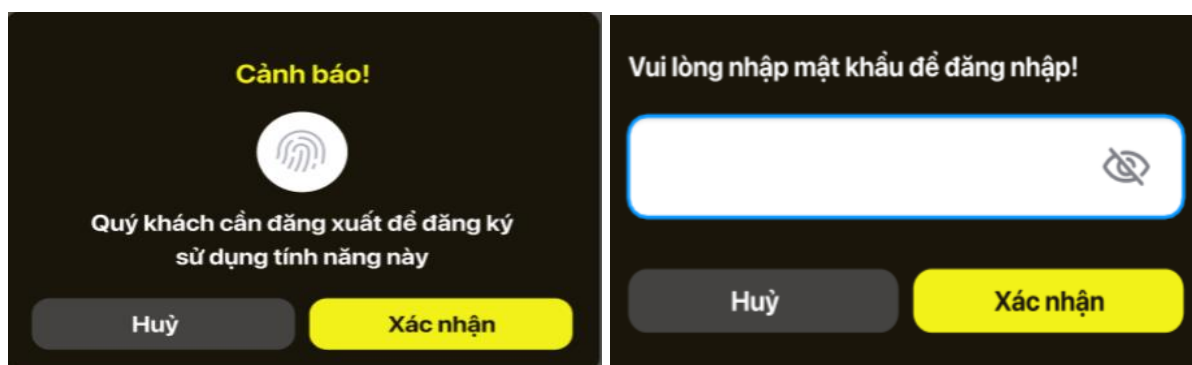 Cảnh báo!
Quý khách cần đăng xuất để đăng ký
sử dụng tính năng này
Huỷ
Xác nhận
Vui lòng nhập mật khẩu để đăng nhập!
Huỷ
Xác nhận